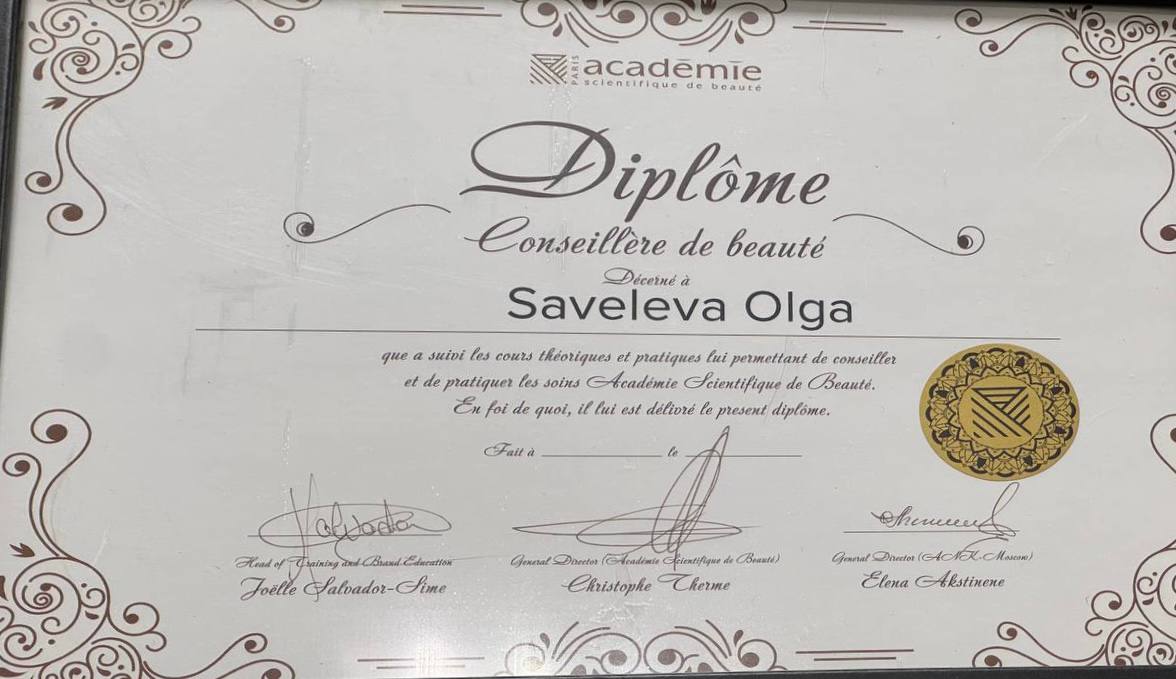 PARIS
académie
scientifique de beauté
Diplôme
Conseillère de beauté
Décerné à
Saveleva Olga
que a suivi les cours théoriques et pratiques lui permettant de conseiller
et de pratiquer les soins Académie Scientifique de Beauté.
En foi de quoi, il lui est délivré le present diplôme.
Fait à le
Head of Training and Brand Education
Joëlle Salvador-Sime
General Director (Académie Scientifique de Beauté)
Christophe Therme
General Director (ANK-Moscow)
Elena Akstinene